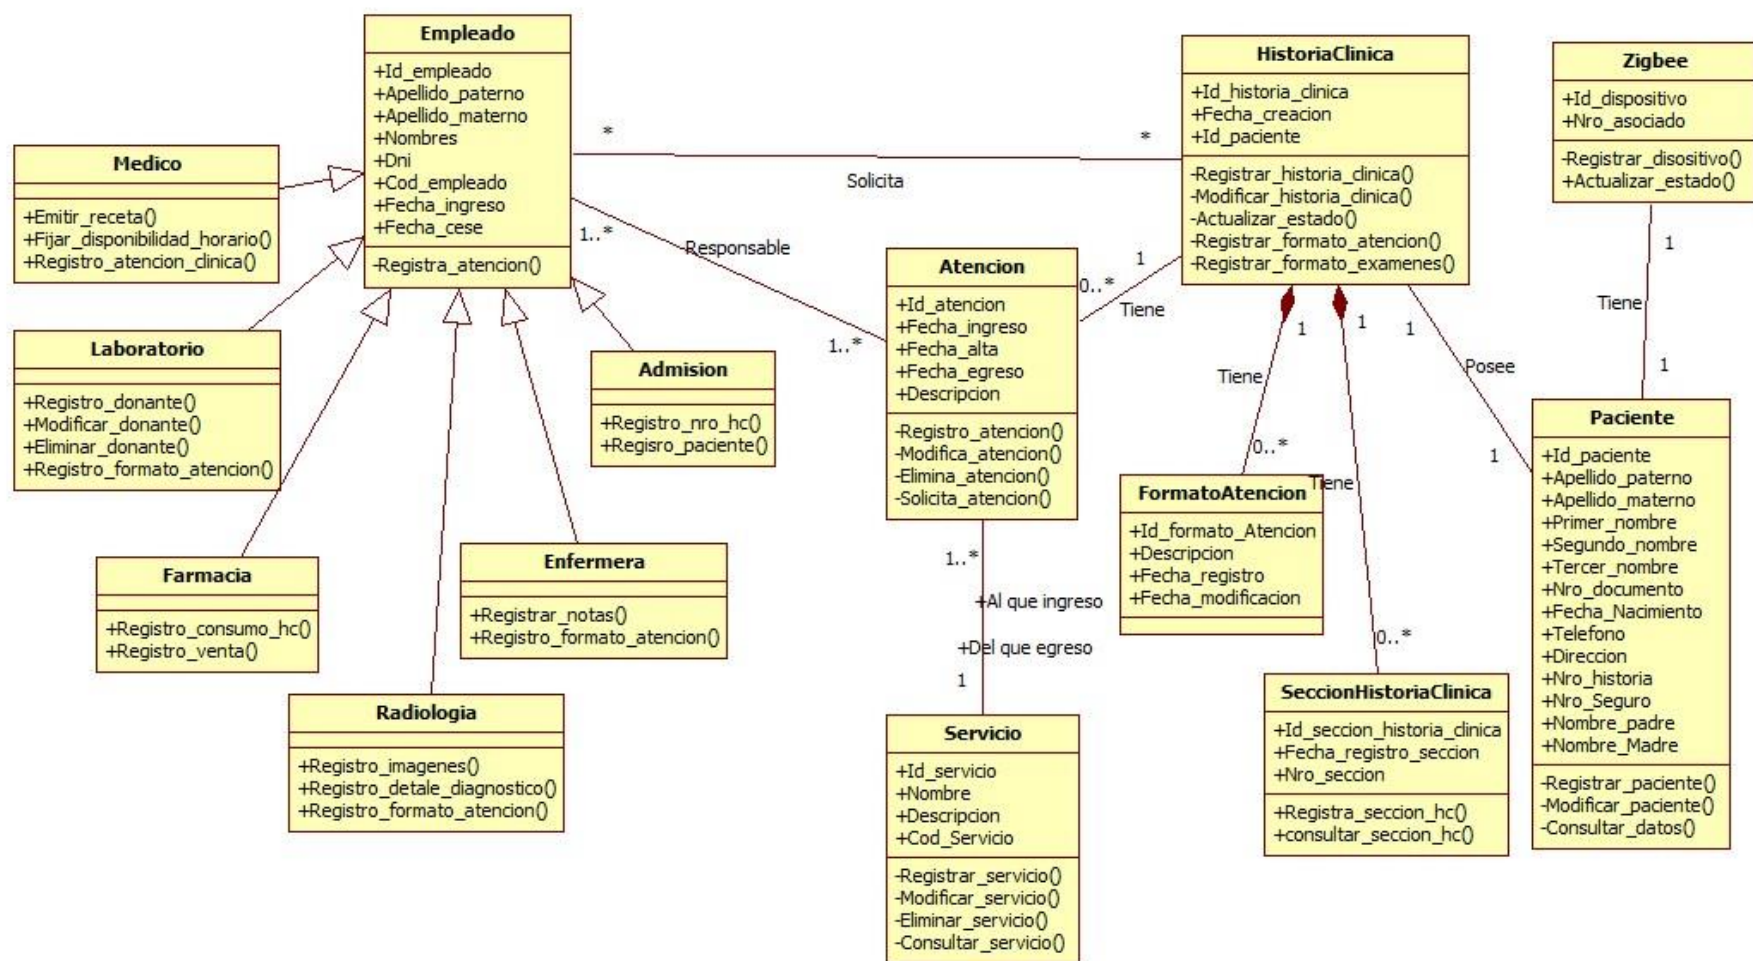 Empleado
+Id_empleado
+Apellido_paterno
+Apellido_materno
+Nombres
+Dni
+Cod_empleado
+Fecha_ingreso
+Fecha_cese
-Registra_atencion()
Medico
+Emitir_receta()
+Fijar_disponibilidad_horario()
+Registro_atencion_clinica()
Laboratorio
+Registro_donante()
+Modificar_donante()
+Eliminar_donante()
+Registro_formato_atencion()
Farmacia
+Registro_consumo_hc()
+Registro_venta()
Radiologia
+Registro_imagenes()
+Registro_detale_diagnostico()
+Registro_formato_atencion()
Enfermera
+Registrar_notas()
+Registro_formato_atencion()
Admision
+Registro_nro_hc()
+Regisro_paciente()
*
*
Solicita
1..*
Responsable
1..*
Atencion
+Id_atencion
+Fecha_ingreso
+Fecha_alta
+Fecha_egreso
+Descripcion
-Registro_atencion()
-Modifica_atencion()
-Elimina_atencion()
-Solicita_atencion()
1
0..*
Tiene
1..*
+Al que ingreso
+Del que egreso
1
Servicio
+Id_servicio
+Nombre
+Descripcion
+Cod_Servicio
-Registrar_servicio()
-Modificar_servicio()
-Eliminar_servicio()
-Consultar_servicio()
HistoriaClinica
+Id_historia_clinica
+Fecha_creacion
+Id_paciente
-Registrar_historia_clinica()
-Modificar_historia_clinica()
-Actualizar_estado()
-Registrar_formato_atencion()
-Registrar_formato_examenes()
1
Tiene
0..*
FormatoAtencion
+Id_formato_Atencion
+Descripcion
+Fecha_registro
+Fecha_modificacion
1
Tiene
0..*
SeccionHistoriaClinica
+Id_seccion_historia_clinica
+Fecha_registro_seccion
+Nro_seccion
+Registra_seccion_hc()
+consultar_seccion_hc()
1
Posee
1
Zigbee
+Id_dispositivo
+Nro_asociado
-Registrar_disositivo()
+Actualizar_estado()
1
Tiene
1
Paciente
+Id_paciente
+Apellido_paterno
+Apellido_materno
+Primer_nombre
+Segundo_nombre
+Tercer_nombre
+Nro_documento
+Fecha_Nacimiento
+Telefono
+Direccion
+Nro_historia
+Nro_Seguro
+Nombre_padre
+Nombre_Madre
-Registrar_paciente()
-Modificar_paciente()
-Consultar_datos()